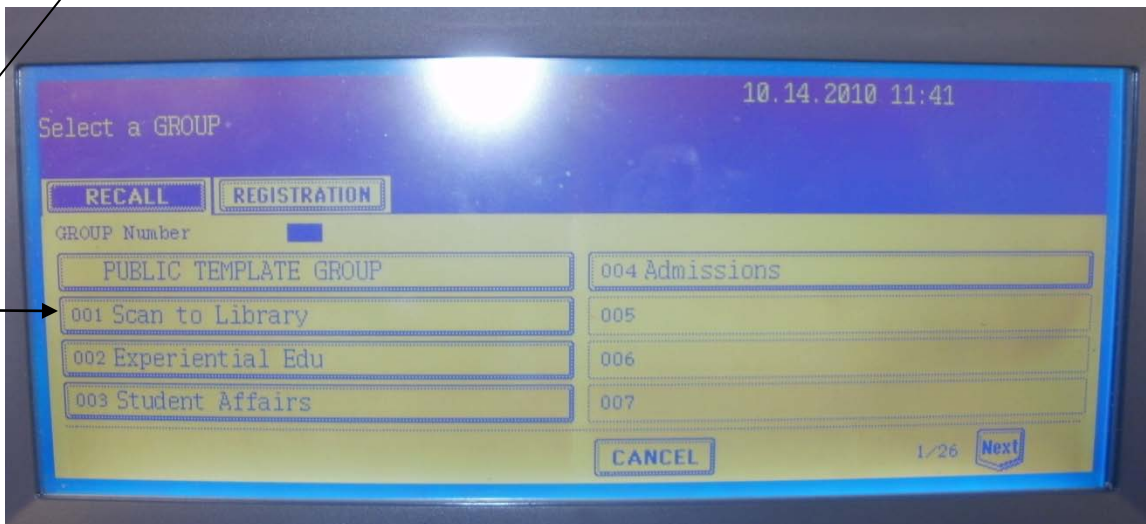 10.14.2010 11:41
Select a GROUP
RECALL REGISTRATION
GROUP Number
PUBLIC TEMPLATE GROUP
001 Scan to Library
002 Experiential Edu
003 Student Affairs
004 Admissions
005
006
007
CANCEL 1/26 Next